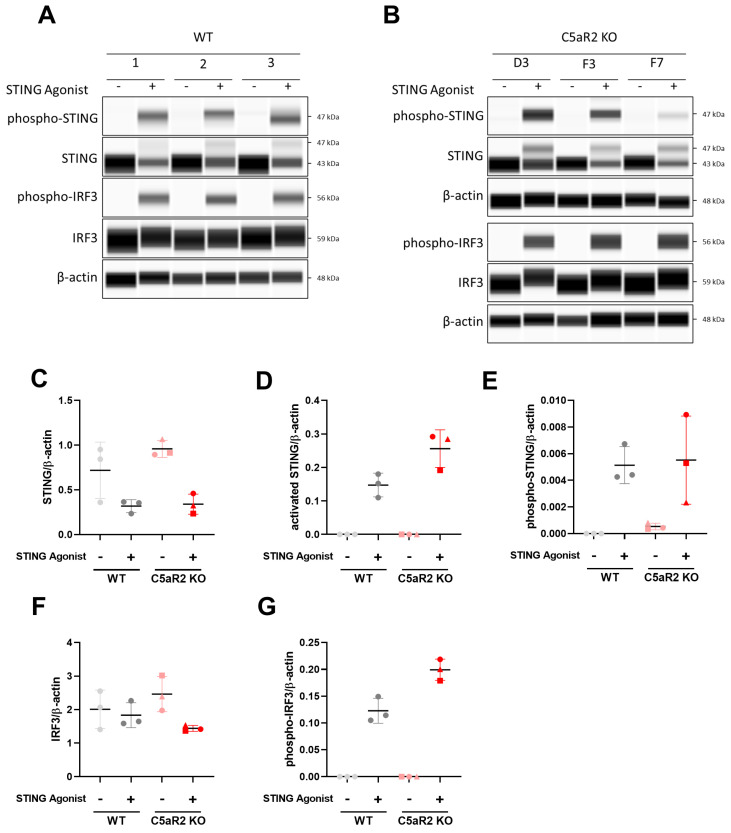 A
WT
1 2 3
STING Agonist - + - + - +
phospho-STING 47 kDa
47 kDa
STING 43 kDa
phospho-IRF3 56 kDa
IRF3 59 kDa
β-actin 48 kDa
B
C5aR2 KO
D3 F3 F7
STING Agonist - + - + - +
phospho-STING 47 kDa
47 kDa
STING 43 kDa
β-actin 48 kDa
phospho-IRF3 56 kDa
IRF3 59 kDa
β-actin 48 kDa
C
STING/β-actin
1.5
1.0
0.5
0.0
STING Agonist - + - +
WT C5aR2 KO
D
activated STING/β-actin
0.4
0.3
0.2
0.1
0.0
STING Agonist - + - +
WT C5aR2 KO
E
phospho-STING/β-actin
0.010
0.008
0.006
0.004
0.002
0.000
STING Agonist - + - +
WT C5aR2 KO
F
IRF3/β-actin
4
3
2
1
0
STING Agonist - + - +
WT C5aR2 KO
G
phospho-IRF3/β-actin
0.25
0.20
0.15
0.10
0.05
0.00
STING Agonist - + - +
WT C5aR2 KO